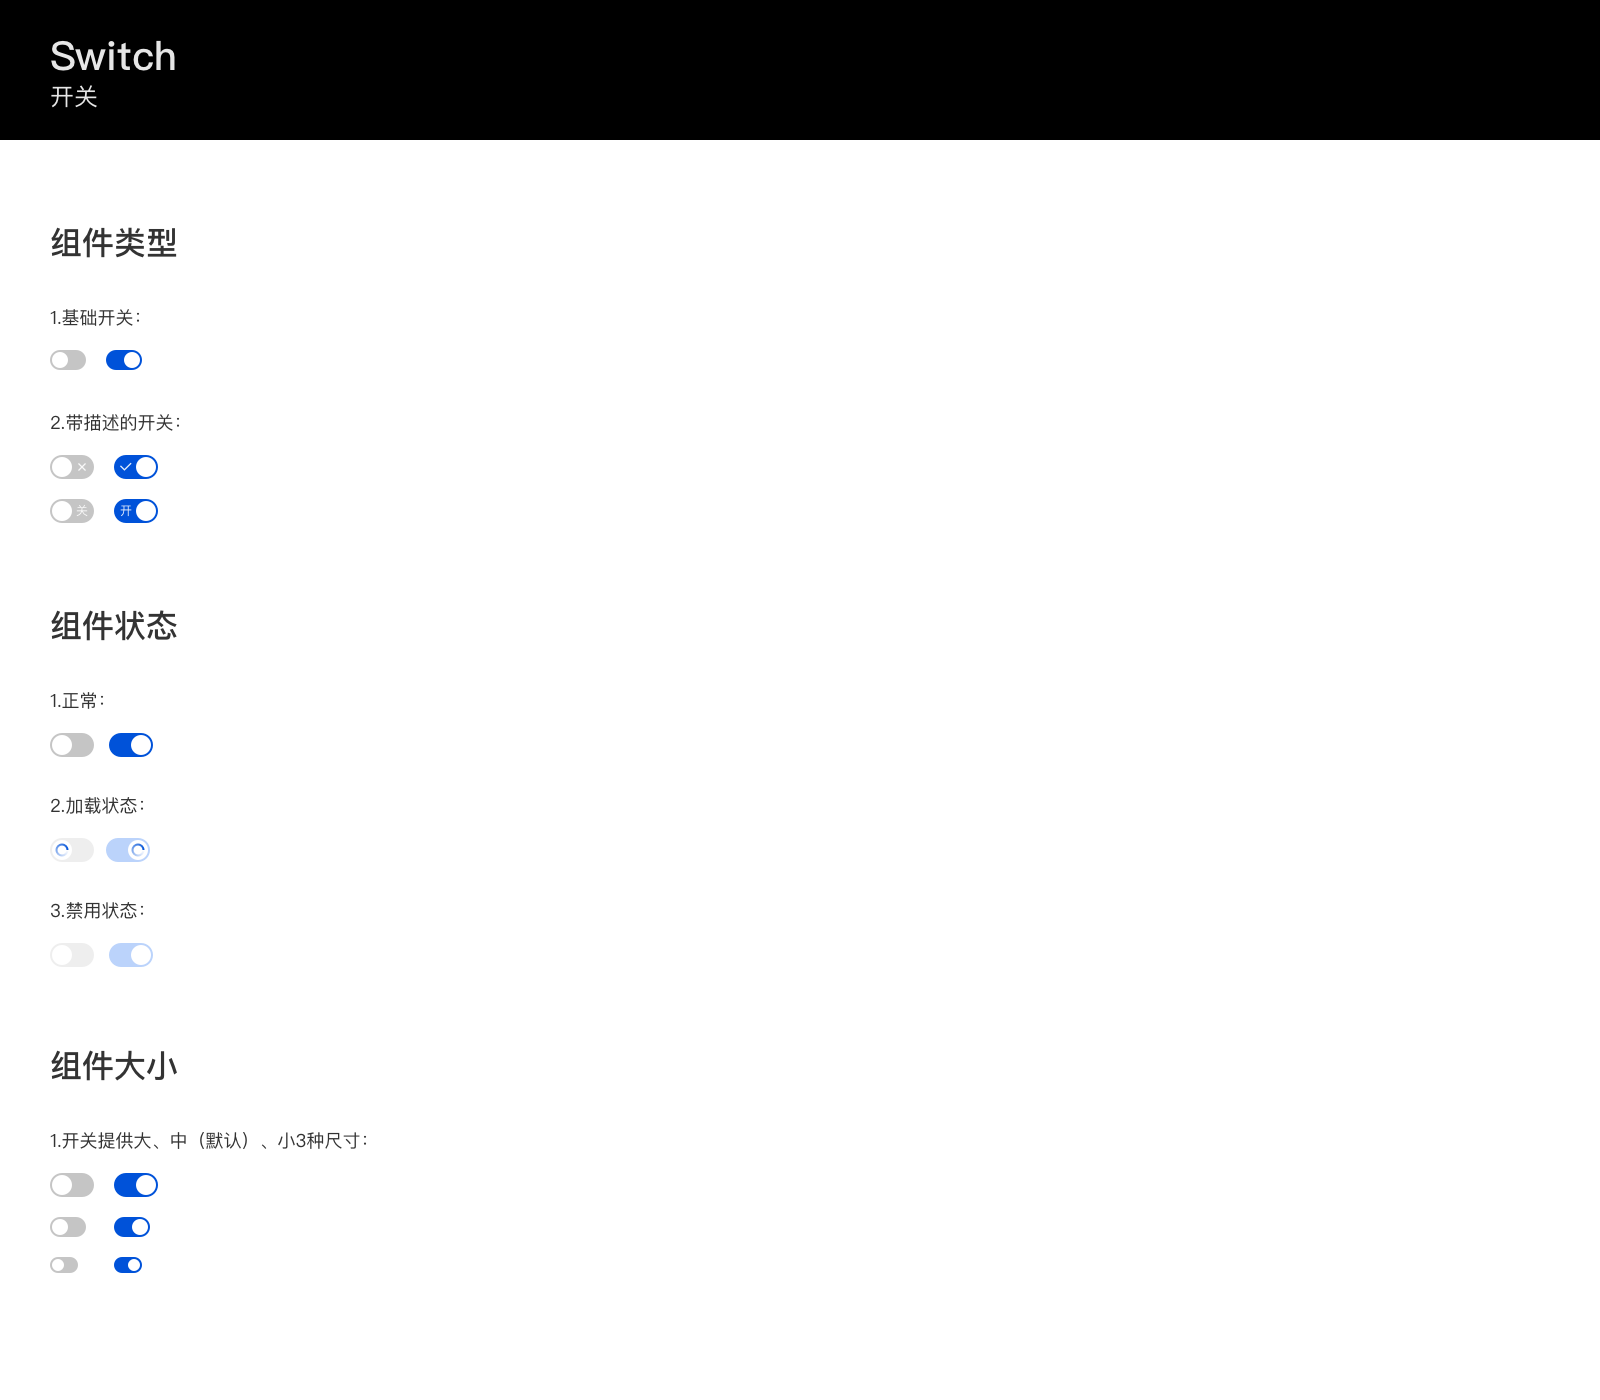 Switch
开关
组件类型
1.基础开关：
2.带描述的开关：
关 开
组件状态
1.正常：
2.加载状态：
3.禁用状态：
组件大小
1.开关提供大、中（默认）、小3种尺寸：